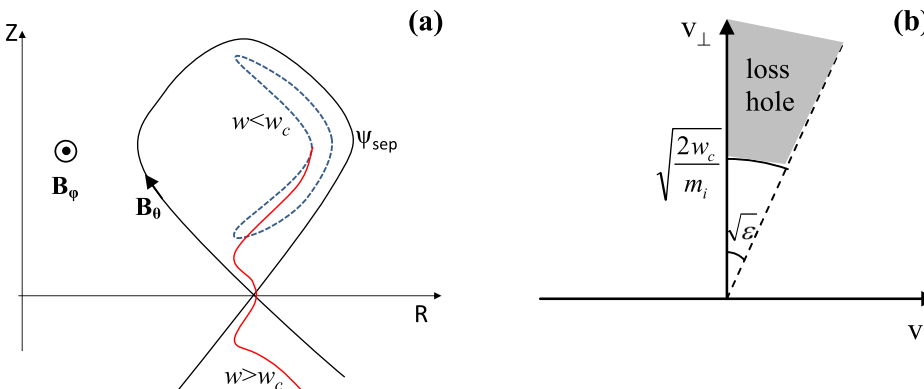 (a)
Z
w<w_c
ψ_sep
B_φ
B_θ
R
w>w_c
(b)
v_⊥
loss
hole
√(2w_c/m_i)
√ε
v